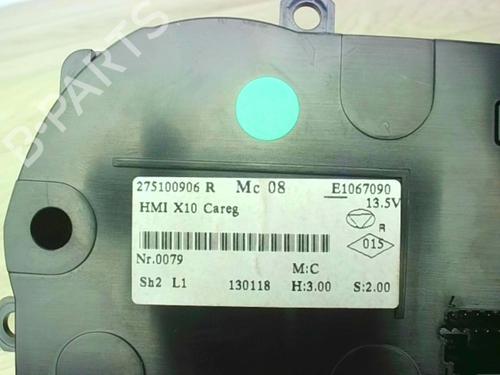 B-PARTS
275100906 R Mc 08 E1067090
HMI X10 Careg 13.5V
R
015
Nr.0079
M:C
Sh2 L1 130118 H:3.00 S:2.00